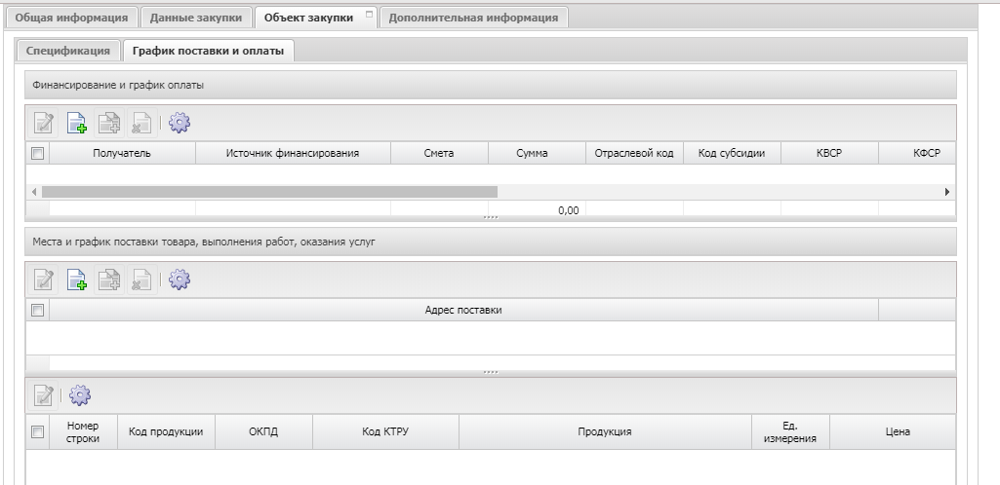 Общая информация Данные закупки Объект закупки Дополнительная информация
Спецификация График поставки и оплаты
Финансирование и график оплаты
Получатель Источник финансирования Смета Сумма Отраслевой код Код субсидии КВСР КФСР
0,00
Места и график поставки товара, выполнения работ, оказания услуг
Адрес поставки
Номер строки Код продукции ОКПД Код КТРУ Продукция Ед. измерения Цена